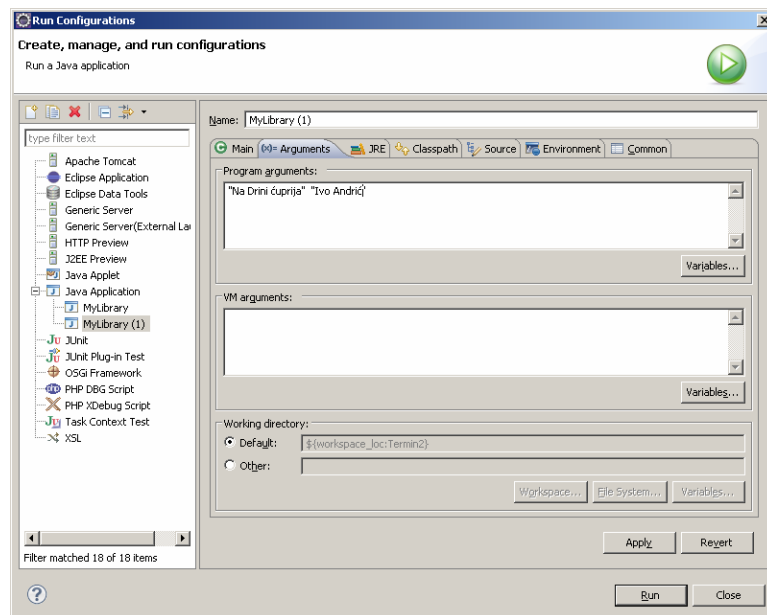 Run Configurations
Create, manage, and run configurations
Run a Java application
type filter text
Apache Tomcat
Eclipse Application
Eclipse Data Tools
Generic Server
Generic Server(External Lau
HTTP Preview
J2EE Preview
Java Applet
Java Application
MyLibrary
MyLibrary (1)
JUnit
JUnit Plug-in Test
OSGi Framework
PHP DBG Script
PHP XDebug Script
Task Context Test
XSL
Filter matched 18 of 18 items
Name: MyLibrary (1)
Main (x)= Arguments JRE Classpath Source Environment Common
Program arguments:
"Na Drini ćuprija" "Ivo Andrić"
Variables...
VM arguments:
Variables...
Working directory:
Default: ${workspace_loc:Termin2}
Other:
Workspace... File System... Variables...
Apply Revert
Run Close